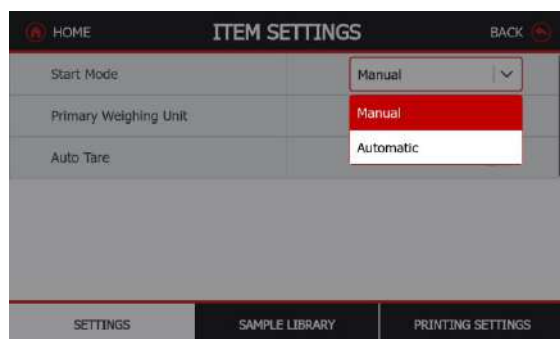 HOME ITEM SETTINGS BACK
Start Mode Manual
Primary Weighing Unit Manual
Auto Tare Automatic
SETTINGS SAMPLE LIBRARY PRINTING SETTINGS